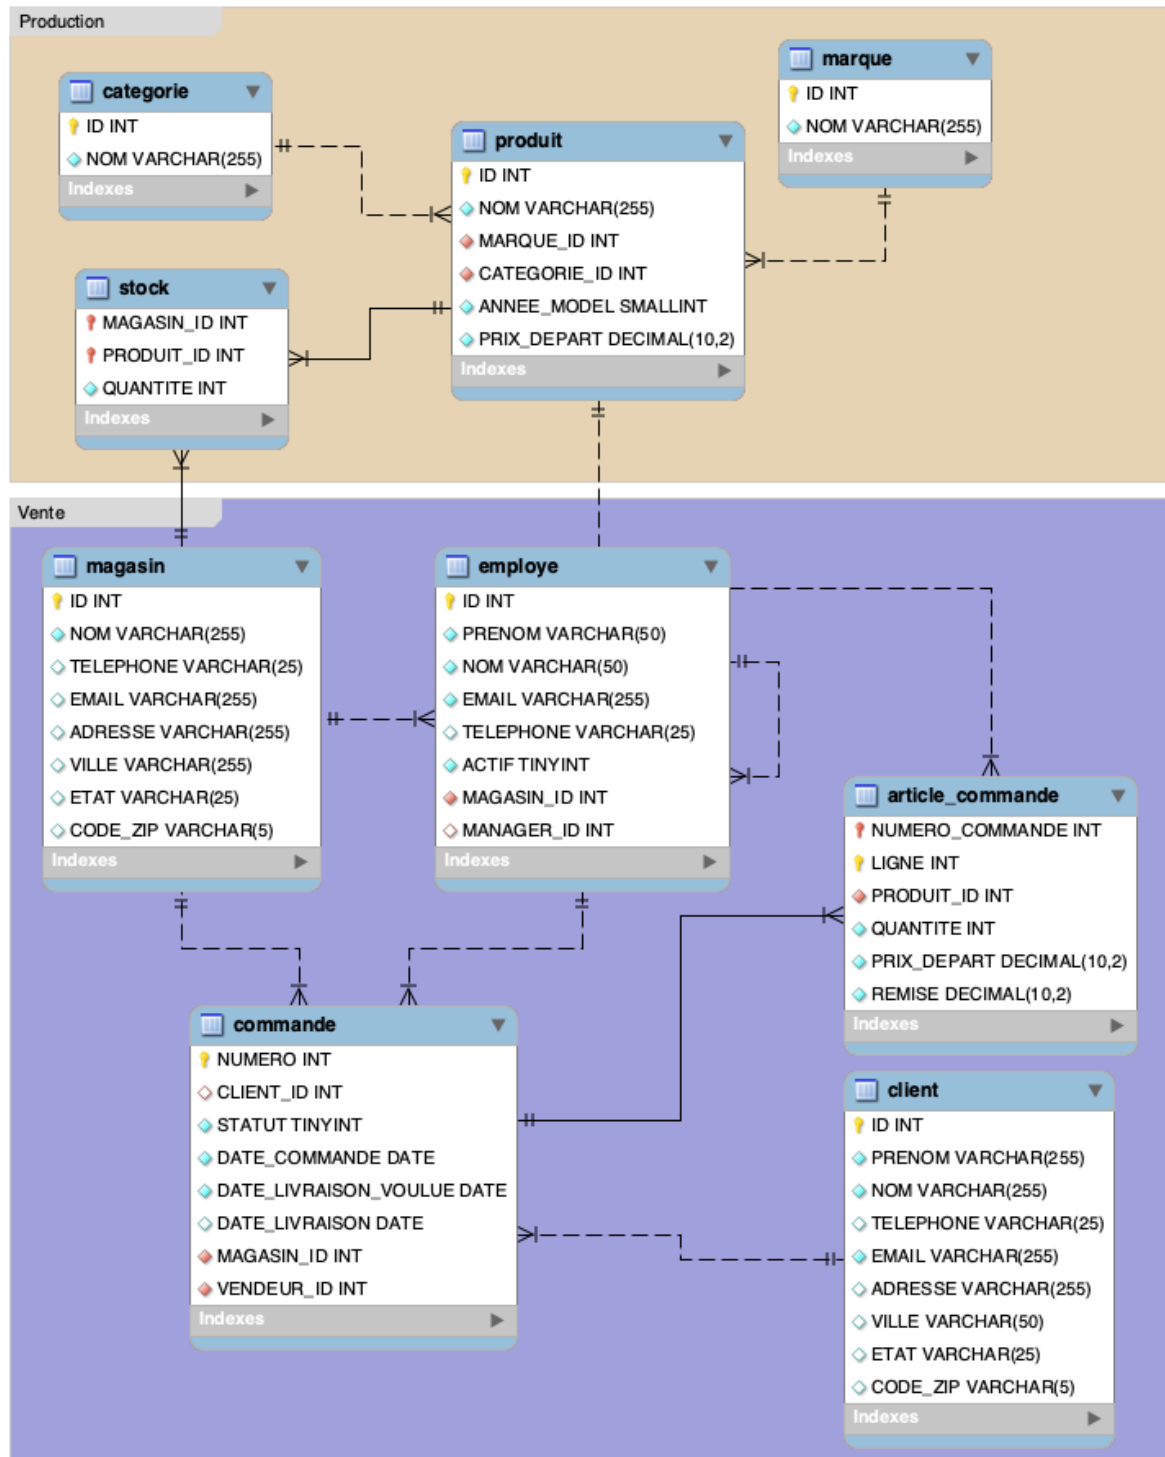 Production
categorie
ID INT
NOM VARCHAR(255)
Indexes
marque
ID INT
NOM VARCHAR(255)
Indexes
produit
ID INT
NOM VARCHAR(255)
MARQUE_ID INT
CATEGORIE_ID INT
ANNEE_MODEL SMALLINT
PRIX_DEPART DECIMAL(10,2)
Indexes
stock
MAGASIN_ID INT
PRODUIT_ID INT
QUANTITE INT
Indexes
Vente
magasin
ID INT
NOM VARCHAR(255)
TELEPHONE VARCHAR(25)
EMAIL VARCHAR(255)
ADRESSE VARCHAR(255)
VILLE VARCHAR(255)
ETAT VARCHAR(25)
CODE_ZIP VARCHAR(5)
Indexes
employe
ID INT
PRENOM VARCHAR(50)
NOM VARCHAR(50)
EMAIL VARCHAR(255)
TELEPHONE VARCHAR(25)
ACTIF TINYINT
MAGASIN_ID INT
MANAGER_ID INT
Indexes
article_commande
NUMERO_COMMANDE INT
LIGNE INT
PRODUIT_ID INT
QUANTITE INT
PRIX_DEPART DECIMAL(10,2)
REMISE DECIMAL(10,2)
Indexes
commande
NUMERO INT
CLIENT_ID INT
STATUT TINYINT
DATE_COMMANDE DATE
DATE_LIVRAISON_VOULUE DATE
DATE_LIVRAISON DATE
MAGASIN_ID INT
VENDEUR_ID INT
Indexes
client
ID INT
PRENOM VARCHAR(255)
NOM VARCHAR(255)
TELEPHONE VARCHAR(25)
EMAIL VARCHAR(255)
ADRESSE VARCHAR(255)
VILLE VARCHAR(50)
ETAT VARCHAR(25)
CODE_ZIP VARCHAR(5)
Indexes